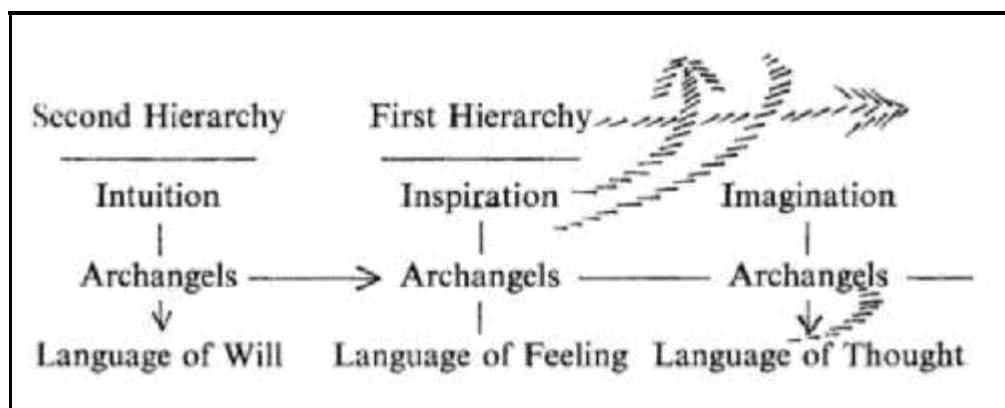 Second Hierarchy First Hierarchy
Intuition Inspiration Imagination
Archangels Archangels Archangels
Language of Will Language of Feeling Language of Thought